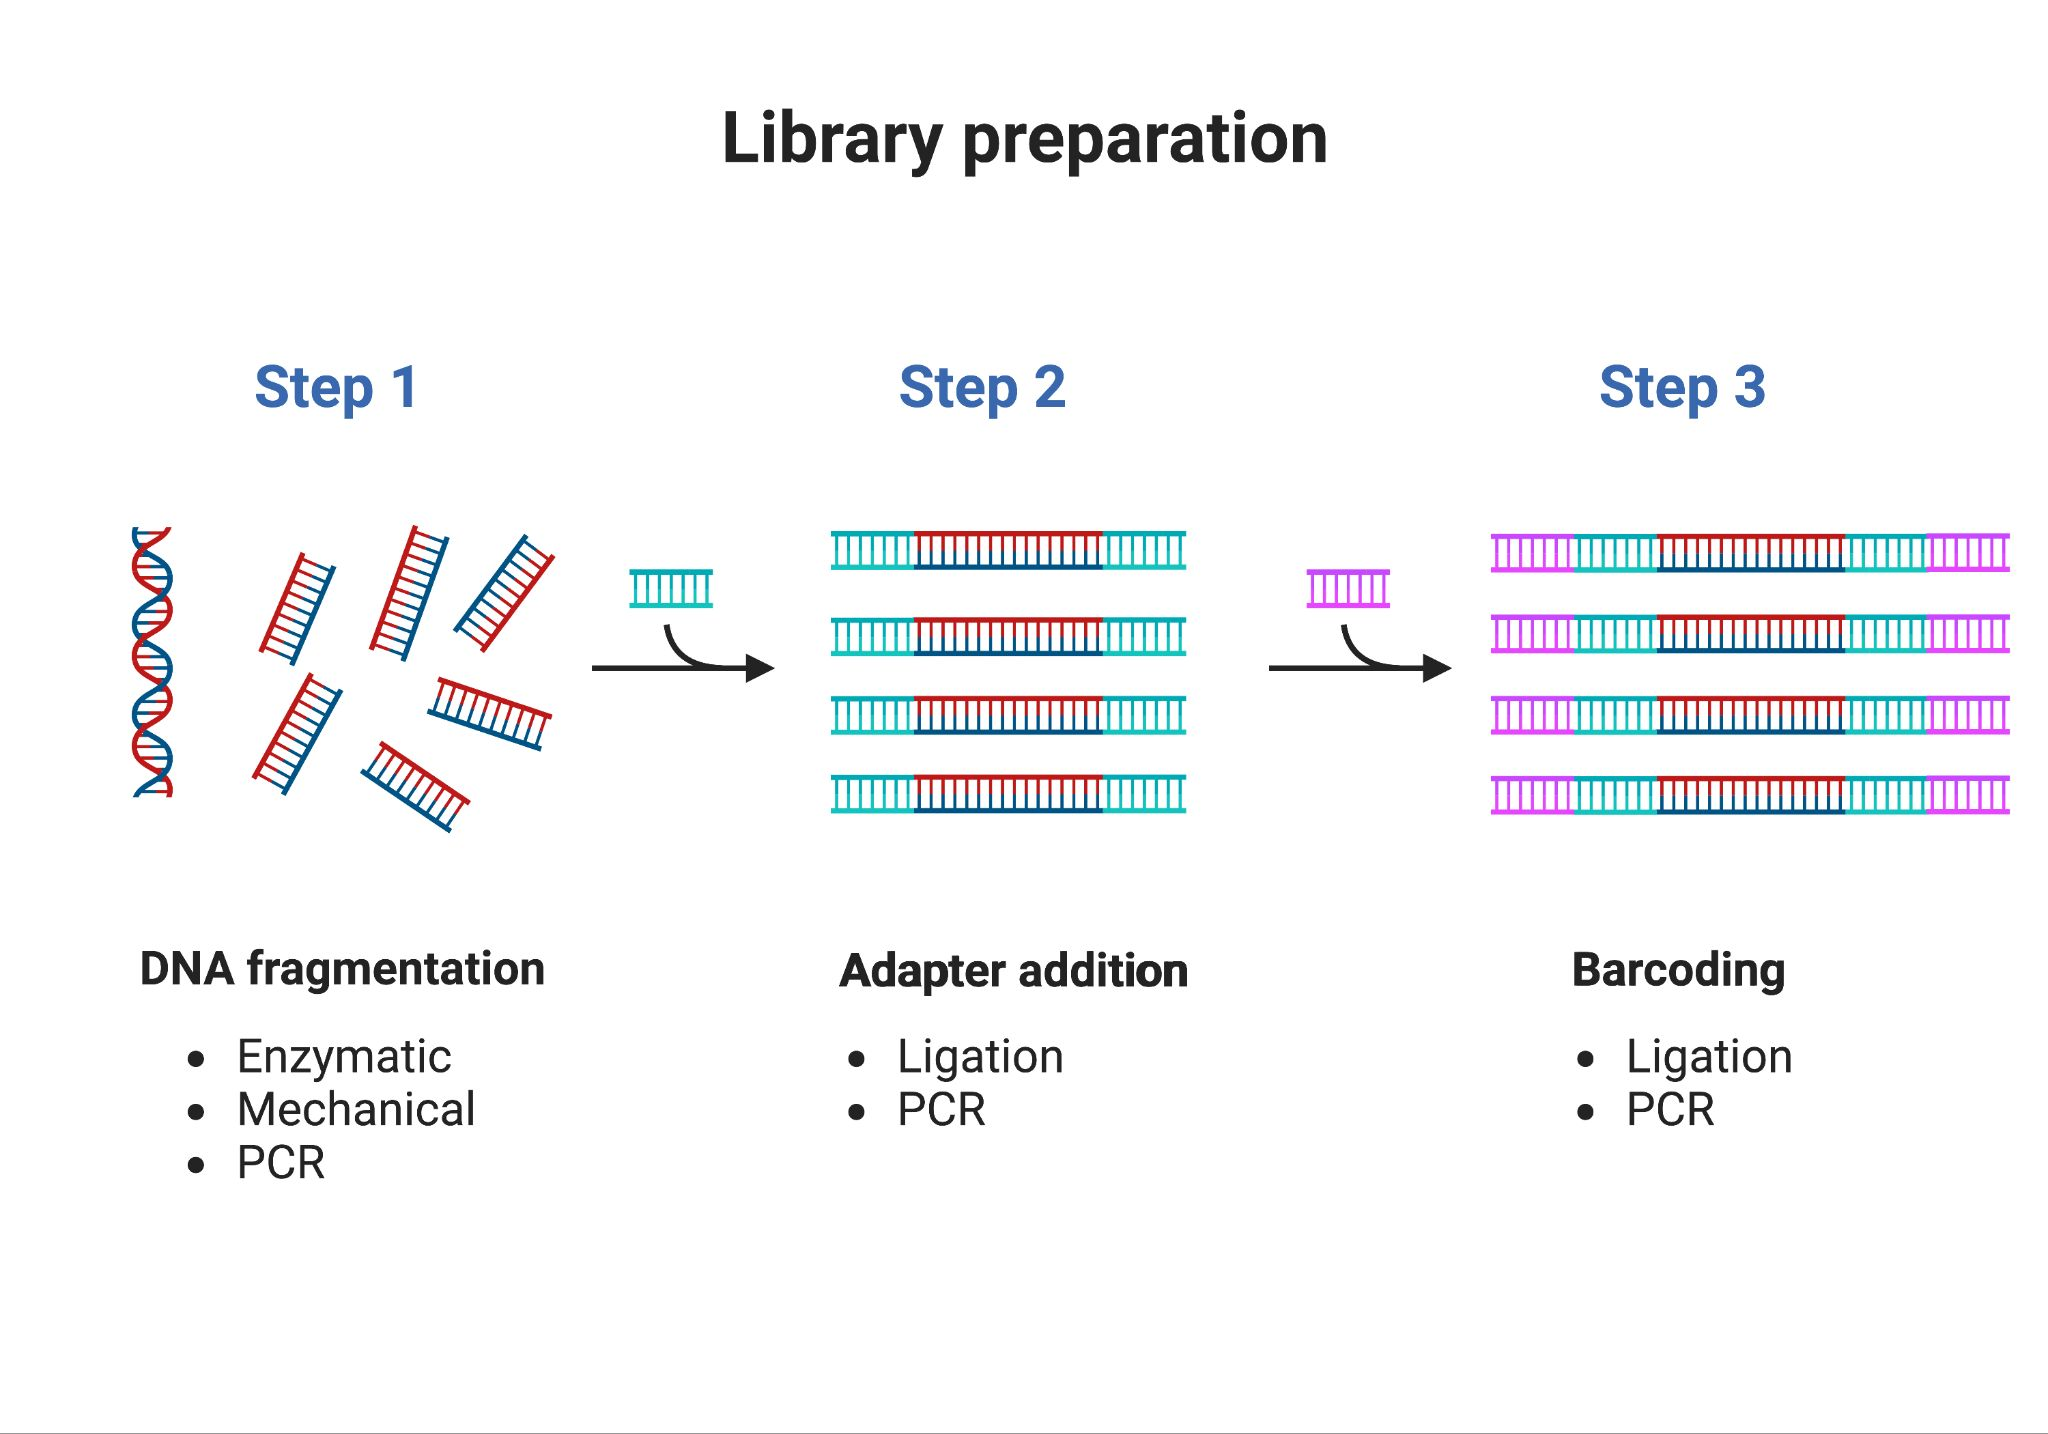 Library preparation
Step 1
Step 2
Step 3
DNA fragmentation
• Enzymatic
• Mechanical
• PCR
Adapter addition
• Ligation
• PCR
Barcoding
• Ligation
• PCR